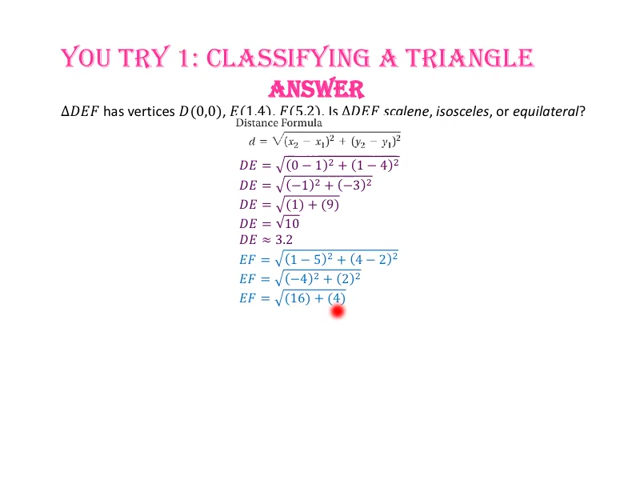 YOU TRY 1: CLASSIFYING A TRIANGLE
ANSWER
ΔDEF has vertices D(0,0), E(1,4), F(5,2). Is ΔDEF scalene, isosceles, or equilateral?
Distance Formula
d = √(x₂ − x₁)² + (y₂ − y₁)²
DE = √(0 − 1)² + (1 − 4)²
DE = √(−1)² + (−3)²
DE = √(1) + (9)
DE = √10
DE ≈ 3.2
EF = √(1 − 5)² + (4 − 2)²
EF = √(−4)² + (2)²
EF = √(16) + (4)